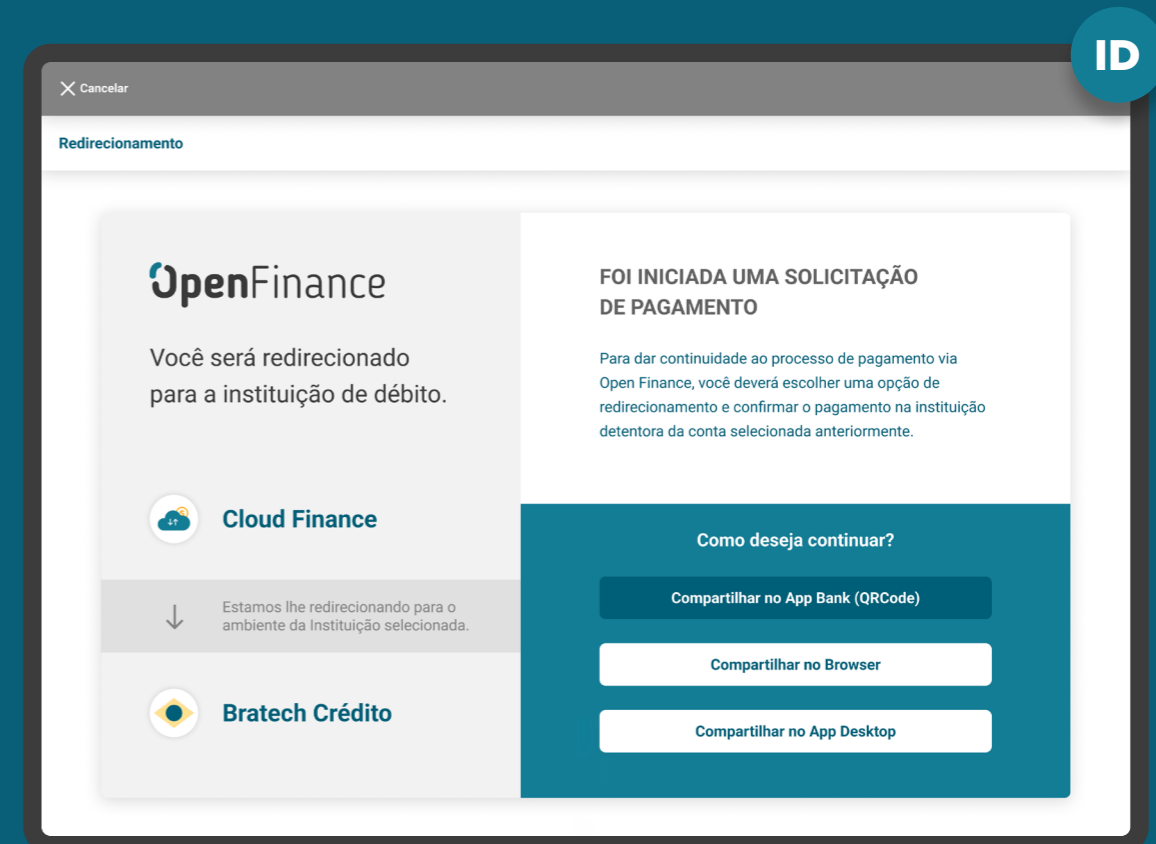 ID
Cancelar
Redirecionamento
OpenFinance
Você será redirecionado
para a instituição de débito.
Cloud Finance
Estamos lhe redirecionando para o
ambiente da Instituição selecionada.
Bratech Crédito
FOI INICIADA UMA SOLICITAÇÃO
DE PAGAMENTO
Para dar continuidade ao processo de pagamento via
Open Finance, você deverá escolher uma opção de
redirecionamento e confirmar o pagamento na instituição
detentora da conta selecionada anteriormente.
Como deseja continuar?
Compartilhar no App Bank (QRCode)
Compartilhar no Browser
Compartilhar no App Desktop